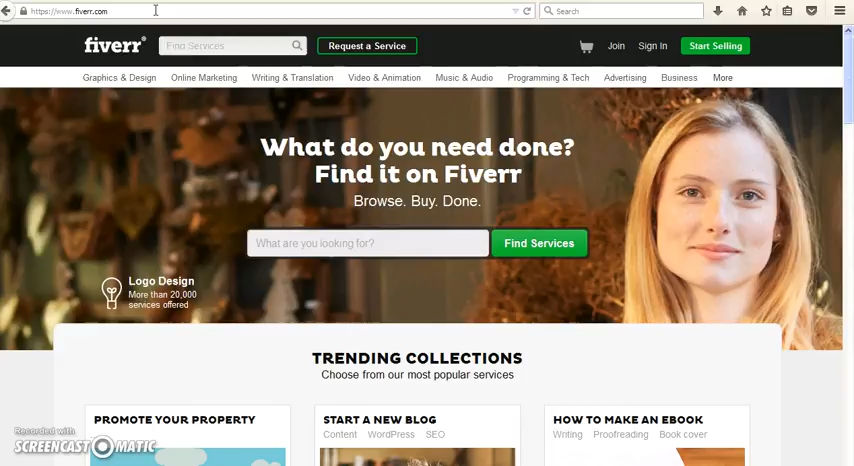 https://www.fiverr.com
Search
fiverr®
Find Services
Request a Service
Join
Sign In
Start Selling
Graphics & Design
Online Marketing
Writing & Translation
Video & Animation
Music & Audio
Programming & Tech
Advertising
Business
More
What do you need done?
Find it on Fiverr
Browse. Buy. Done.
What are you looking for?
Find Services
Logo Design
More than 20,000
services offered
TRENDING COLLECTIONS
Choose from our most popular services
PROMOTE YOUR PROPERTY
START A NEW BLOG
Content WordPress SEO
HOW TO MAKE AN EBOOK
Writing Proofreading Book cover
Recorded with
SCREENCAST-O-MATIC